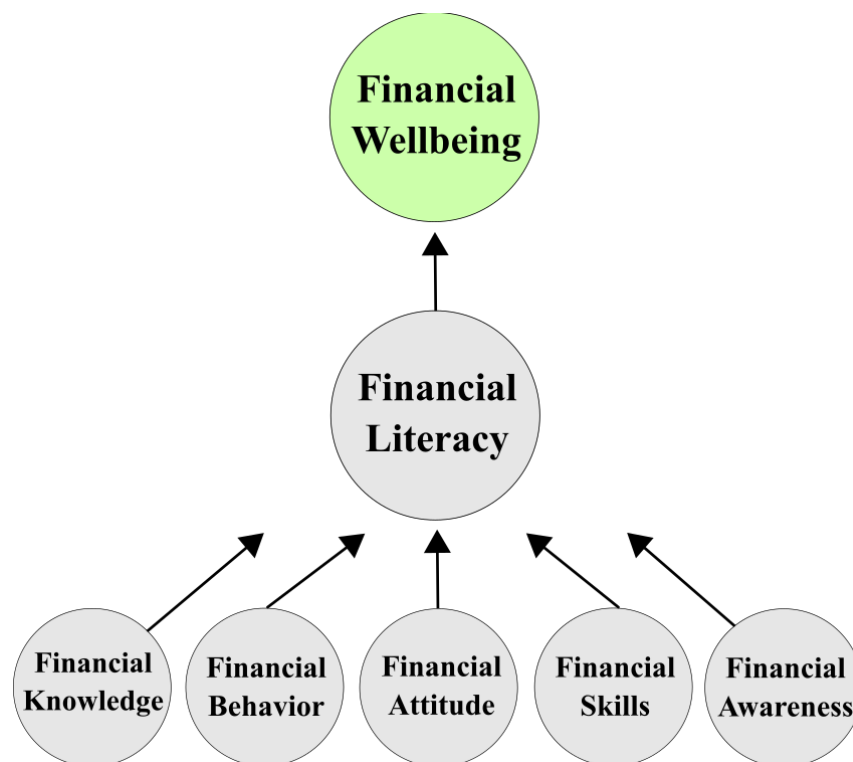 Financial
Wellbeing
Financial
Literacy
Financial
Knowledge
Financial
Behavior
Financial
Attitude
Financial
Skills
Financial
Awareness